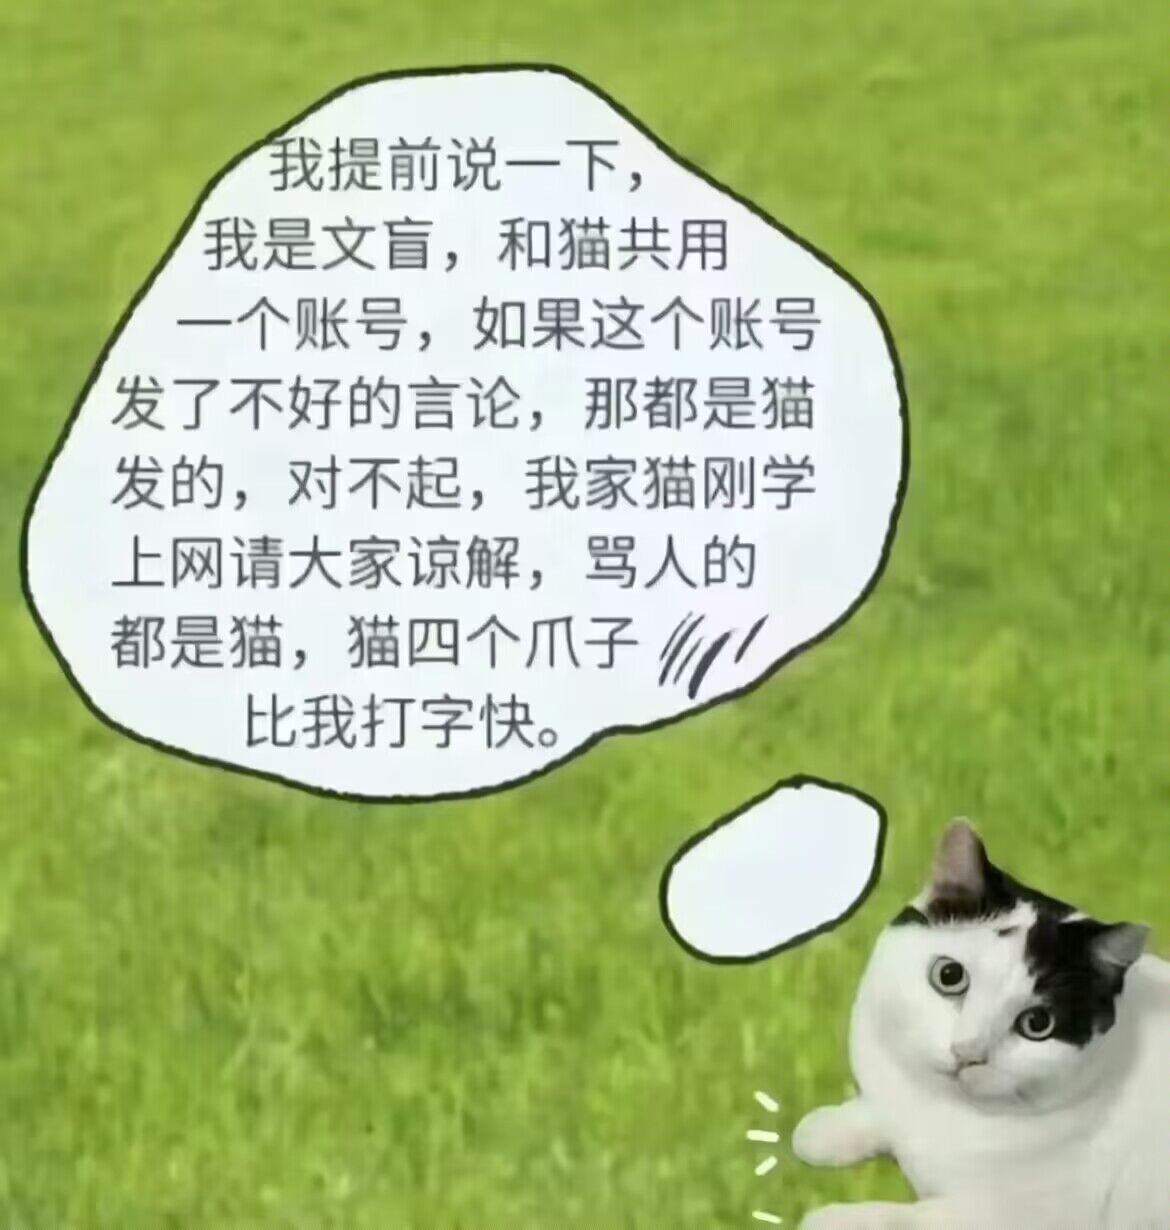 我提前说一下，
我是文盲，和猫共用
一个账号，如果这个账号
发了不好的言论，那都是猫
发的，对不起，我家猫刚学
上网请大家谅解，骂人的
都是猫，猫四个爪子
比我打字快。